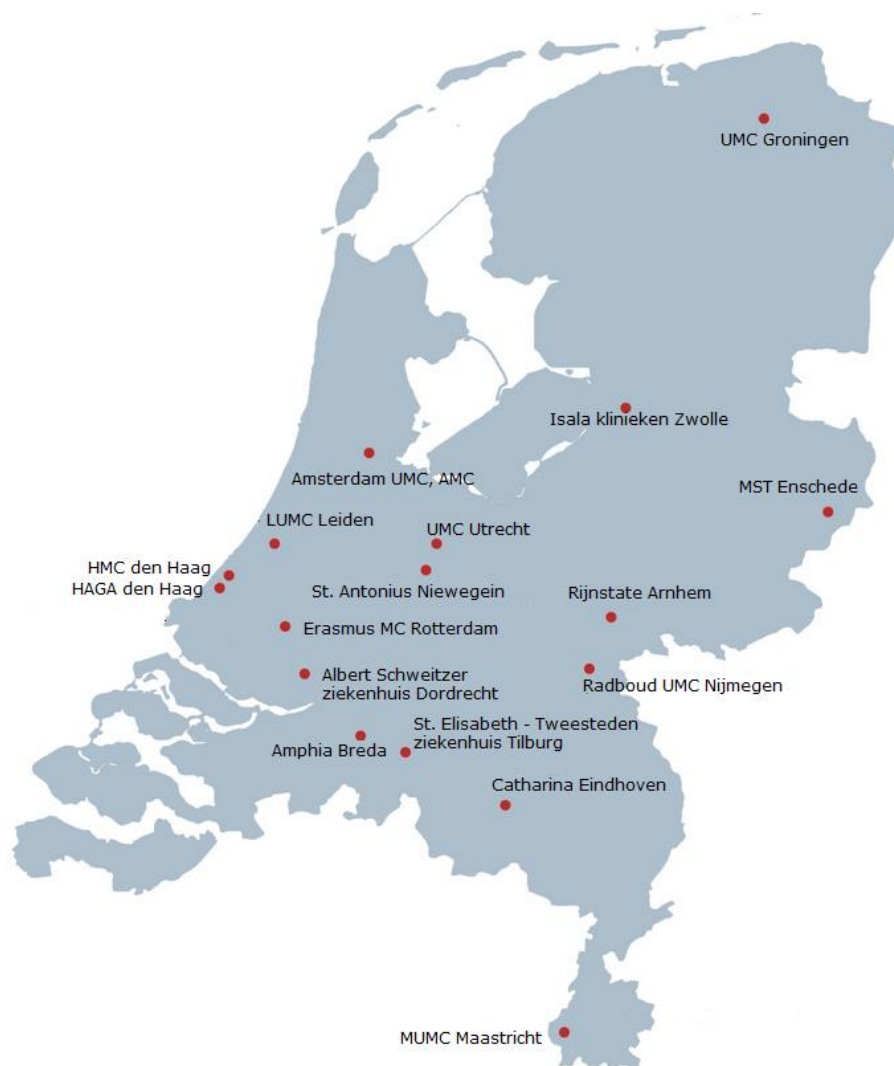 UMC Groningen
Isala klinieken Zwolle
Amsterdam UMC, AMC
MST Enschede
LUMC Leiden
UMC Utrecht
HMC den Haag
HAGA den Haag
St. Antonius Niewegein
Rijnstate Arnhem
Erasmus MC Rotterdam
Albert Schweitzer
ziekenhuis Dordrecht
Radboud UMC Nijmegen
St. Elisabeth - Tweesteden
ziekenhuis Tilburg
Amphia Breda
Catharina Eindhoven
MUMC Maastricht